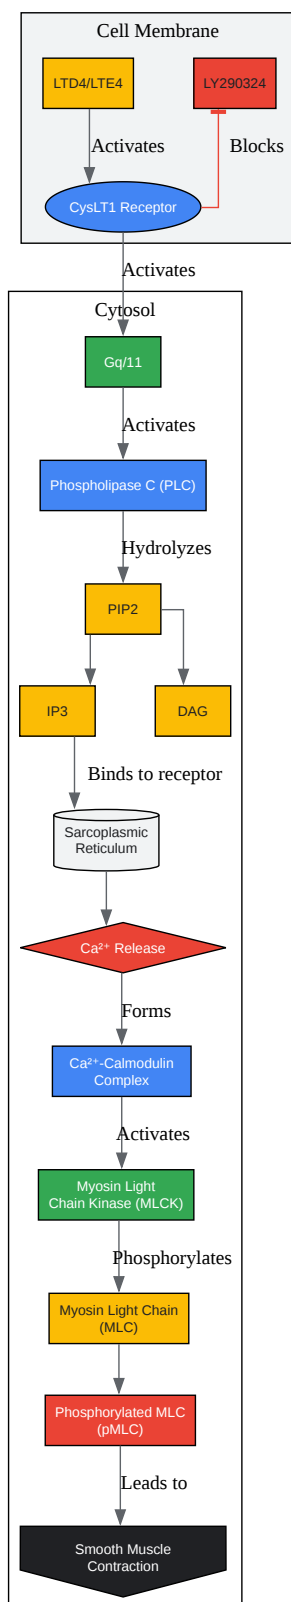 Cell Membrane
LTD4/LTE4
LY290324
Activates
Blocks
CysLT1 Receptor
Activates
Cytosol
Gq/11
Activates
Phospholipase C (PLC)
Hydrolyzes
PIP2
IP3
DAG
Binds to receptor
Sarcoplasmic
Reticulum
Ca²⁺ Release
Forms
Ca²⁺-Calmodulin
Complex
Activates
Myosin Light
Chain Kinase (MLCK)
Phosphorylates
Myosin Light Chain
(MLC)
Phosphorylated MLC
(pMLC)
Leads to
Smooth Muscle
Contraction